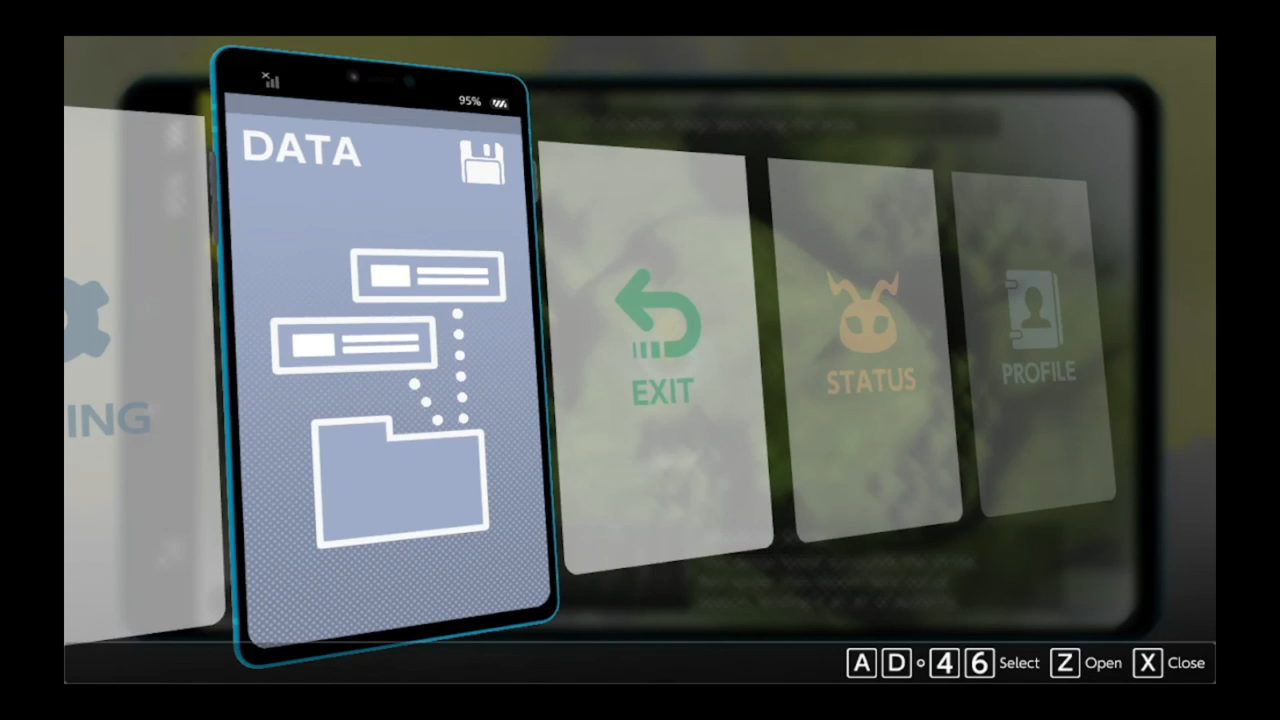 95%
DATA
ING
EXIT
STATUS
PROFILE
A D 4 6 Select Z Open X Close